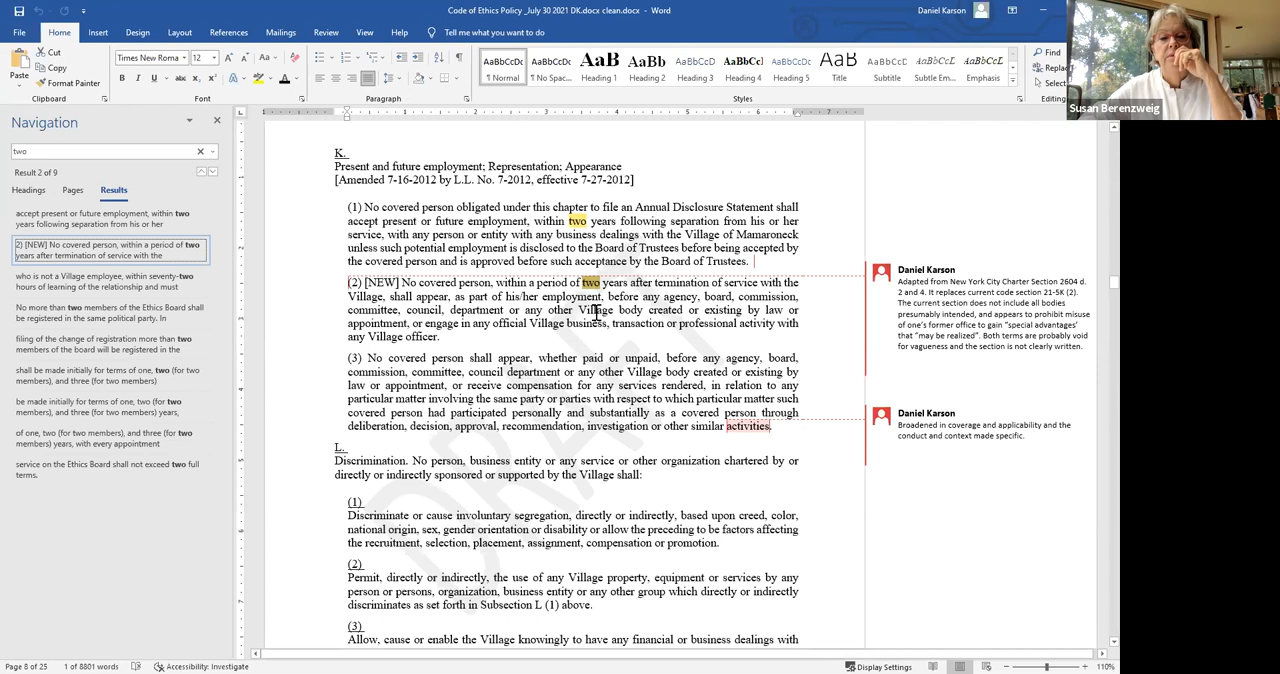 Code of Ethics Policy _July 30 2021 DK.docx clean.docx - Word
Daniel Karson
File Home Insert Draw Design Layout References Mailings Review View Help Tell me what you want to do
Paste
Cut
Copy
Format Painter
Clipboard
Times New Roma 12
Font
Paragraph
AaBbCcDc AaBbCcDc AaB AaBb AaBbC AaBbCcL AaBbCcDc AaB AaBbCcD AaBbCcL AaBbCcL
¶ Normal ¶ No Spac... Heading 1 Heading 2 Heading 3 Heading 4 Heading 5 Title Subtitle Subtle Em... Emphasis
Styles
Find
Replac
Select
Editing
Susan Berenzweig
Navigation
two
Result 2 of 9
Headings Pages Results
accept present or future employment, within two
years following separation from his or her
2) [NEW] No covered person, within a period of two
years after termination of service with the
who is not a Village employee, within seventy-two
hours of learning of the relationship and must
No more than two members of the Ethics Board shall
be registered in the same political party. In
filing of the change of registration more than two
members of the board will be registered in the
shall be made initially for terms of one, two (for two
members), and three (for two members)
be made initially for terms of one, two (for two
members), and three (for two members) years,
of one, two (for two members), and three (for two
members) years, with every appointment
service on the Ethics Board shall not exceed two full
terms.
K.
Present and future employment; Representation; Appearance
[Amended 7-16-2012 by L.L. No. 7-2012, effective 7-27-2012]
(1) No covered person obligated under this chapter to file an Annual Disclosure Statement shall
accept present or future employment, within two years following separation from his or her
service, with any person or entity with any business dealings with the Village of Mamaroneck
unless such potential employment is disclosed to the Board of Trustees before being accepted by
the covered person and is approved before such acceptance by the Board of Trustees.
(2) [NEW] No covered person, within a period of two years after termination of service with the
Village, shall appear, as part of his/her employment, before any agency, board, commission,
committee, council, department or any other Village body created or existing by law or
appointment, or engage in any official Village business, transaction or professional activity with
any Village officer.
(3) No covered person shall appear, whether paid or unpaid, before any agency, board,
commission, committee, council department or any other Village body created or existing by
law or appointment, or receive compensation for any services rendered, in relation to any
particular matter involving the same party or parties with respect to which particular matter such
covered person had participated personally and substantially as a covered person through
deliberation, decision, approval, recommendation, investigation or other similar activities.
L.
Discrimination. No person, business entity or any service or other organization chartered by or
directly or indirectly sponsored or supported by the Village shall:
(1)
Discriminate or cause involuntary segregation, directly or indirectly, based upon creed, color,
national origin, sex, gender orientation or disability or allow the preceding to be factors affecting
the recruitment, selection, placement, assignment, compensation or promotion.
(2)
Permit, directly or indirectly, the use of any Village property, equipment or services by any
person or persons, organization, business entity or any other group which directly or indirectly
discriminates as set forth in Subsection L (1) above.
(3)
Allow, cause or enable the Village knowingly to have any financial or business dealings with
DRAFT
Daniel Karson
Adapted from New York City Charter Section 2604 d.
2 and 4. It replaces current code section 21-5K (2).
The current section does not include all bodies
presumably intended, and appears to prohibit misuse
of one's former office to gain "special advantages'
that "may be realized". Both terms are probably void
for vagueness and the section is not clearly written.
Daniel Karson
Broadened in coverage and applicability and the
conduct and context made specific.
Page 8 of 25 1 of 8801 words Accessibility: Investigate
Display Settings
110%